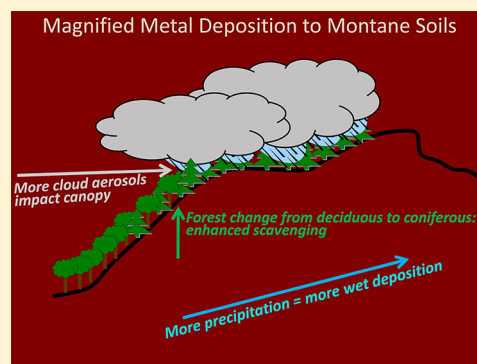 Magnified Metal Deposition to Montane Soils
More cloud aerosols
impact canopy
Forest change from deciduous to coniferous:
enhanced scavenging
More precipitation = more wet deposition